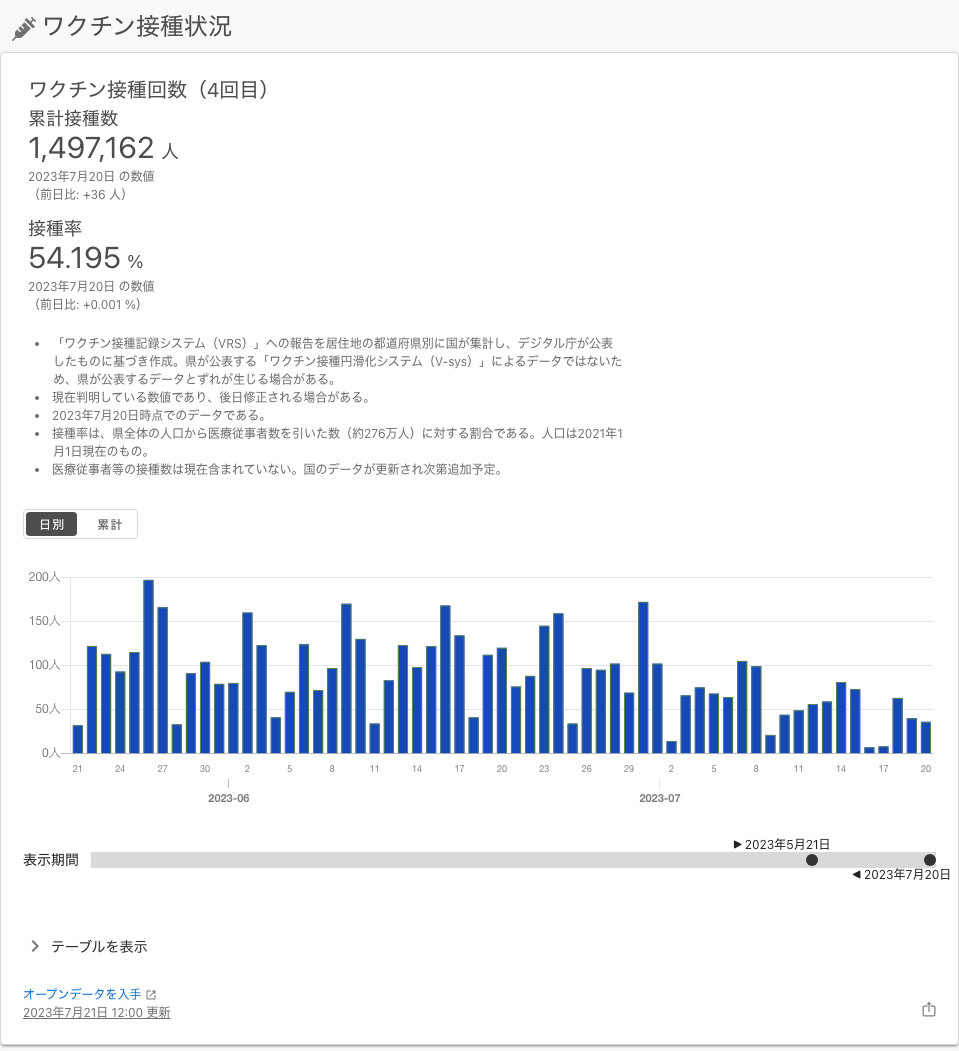 ワクチン接種状況
ワクチン接種回数（4回目）
累計接種数
1,497,162 人
2023年7月20日 の数値
（前日比: +36 人）
接種率
54.195 %
2023年7月20日 の数値
（前日比: +0.001 %）
• 「ワクチン接種記録システム（VRS）」への報告を居住地の都道府県別に国が集計し、デジタル庁が公表
したものに基づき作成。県が公表する「ワクチン接種円滑化システム（V-sys）」によるデータではないた
め、県が公表するデータとずれが生じる場合がある。
• 現在判明している数値であり、後日修正される場合がある。
• 2023年7月20日時点でのデータである。
• 接種率は、県全体の人口から医療従事者数を引いた数（約276万人）に対する割合である。人口は2021年1
月1日現在のもの。
• 医療従事者等の接種数は現在含まれていない。国のデータが更新され次第追加予定。
日別 累計
200人
150人
100人
50人
0人
21 24 27 30 2 5 8 11 14 17 20 23 26 29 2 5 8 11 14 17 20
2023-06 2023-07
▶ 2023年5月21日
表示期間
◀ 2023年7月20日
テーブルを表示
オープンデータを入手
2023年7月21日 12:00 更新